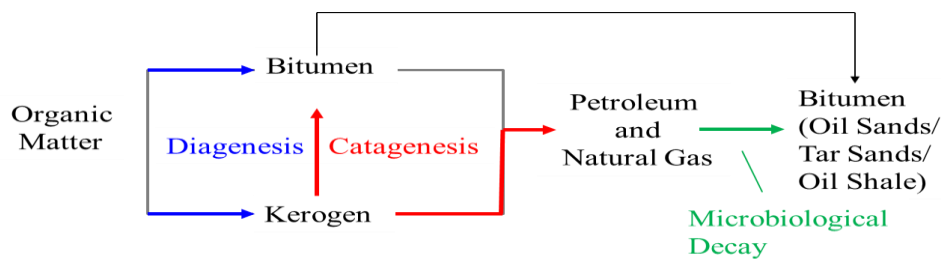 Organic
Matter
Bitumen
Diagenesis
Catagenesis
Kerogen
Petroleum
and
Natural Gas
Bitumen
(Oil Sands/
Tar Sands/
Oil Shale)
Microbiological
Decay